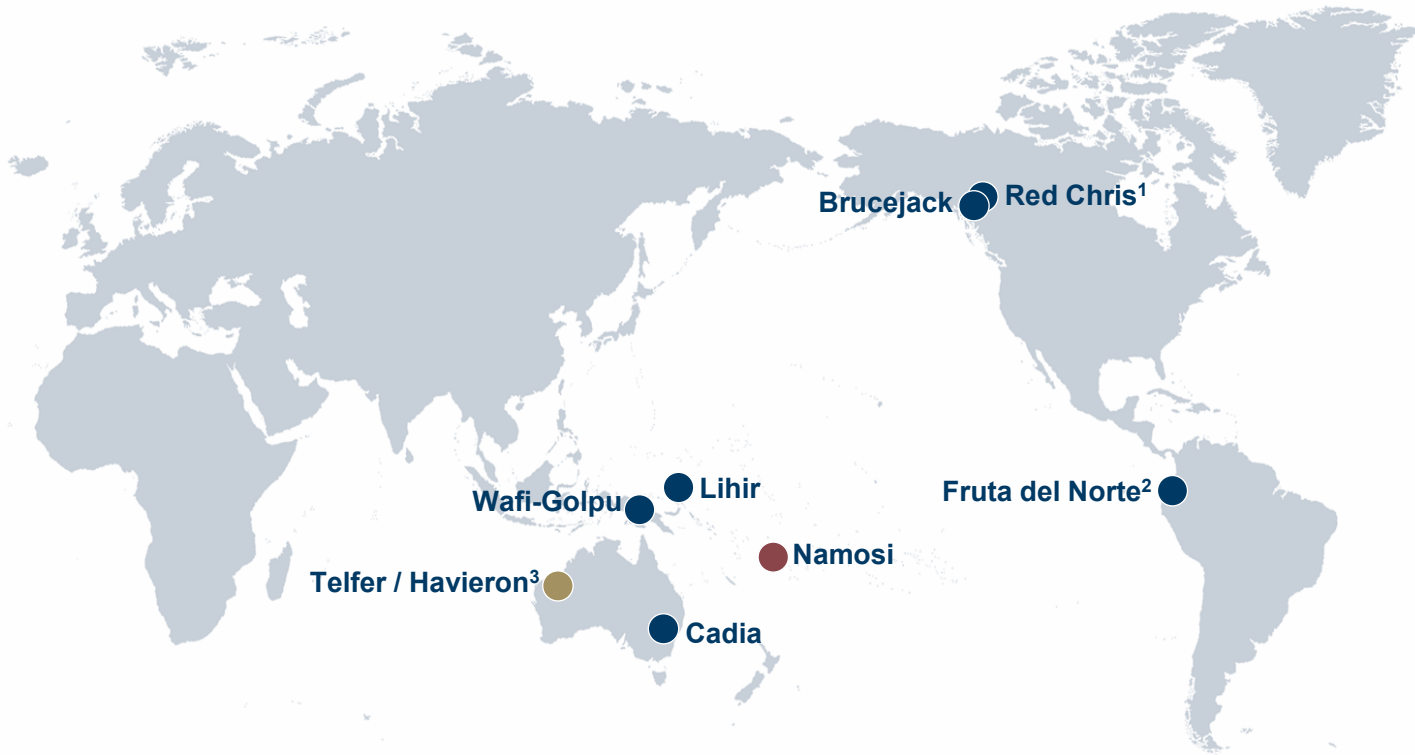 Brucejack
Red Chris¹
Lihir
Wafi-Golpu
Fruta del Norte²
Namosi
Telfer / Havieron³
Cadia